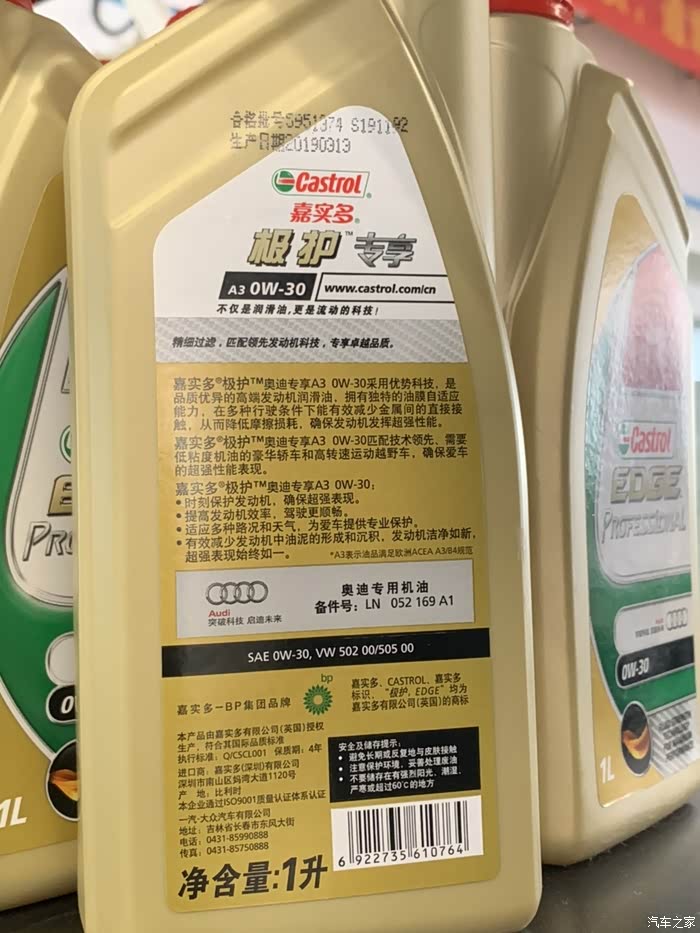 合格批号S951374 S191192
生产日期20190313
Castrol
嘉实多®
极护™专享
A3 0W-30
www.castrol.com/cn
不仅是润滑油,更是流动的科技!
精细过滤，匹配领先发动机科技，专享卓越品质。
嘉实多®极护™奥迪专享A3 0W-30采用优势科技，是
品质优异的高端发动机润滑油，拥有独特的油膜自适应
能力，在多种行驶条件下能有效减少金属间的直接接
触，从而降低摩擦损耗，确保发动机发挥超强性能。
嘉实多®极护™奥迪专享A3 0W-30匹配技术领先、需要
低粘度机油的豪华轿车和高转速运动越野车，确保爱车
的超强性能表现。
嘉实多®极护™奥迪专享A3 0W-30：
• 时刻保护发动机，确保超强表现。
• 提高发动机效率，驾驶更顺畅。
• 适应多种路况和天气，为爱车提供专业保护。
• 有效减少发动机中油泥的形成和沉积，发动机洁净如新，
超强表现始终如一。
*A3表示油品满足欧洲ACEA A3/B4规范
Audi
突破科技 启迪未来
奥迪专用机油
备件号：LN 052 169 A1
SAE 0W-30, VW 502 00/505 00
嘉实多－BP集团品牌
bp
嘉实多、CASTROL、嘉实多
标识、“极护, EDGE”均为
嘉实多有限公司(英国)的商标
本产品由嘉实多有限公司(英国)授权
生产，符合其国际品质标准
执行标准：Q/CSCL001 保质期：4年
进口商：嘉实多(深圳)有限公司
深圳市南山区妈湾大道1120号
产 地：比利时
本企业通过ISO9001质量认证体系认证
一汽-大众汽车有限公司
地址：吉林省长春市东风大街
电话：0431-85990888
传真：0431-85750888
安全及储存提示：
• 避免长期或反复地与皮肤接触
• 注意保护环境，妥善处理废油
• 不要储存在有强烈阳光，潮湿，
严寒或超过60℃的地方
6 922735 610764
净含量:1升
Castrol
EDGE
PROFESSIONAL
Audi
0W-30
1L
1L
汽车之家